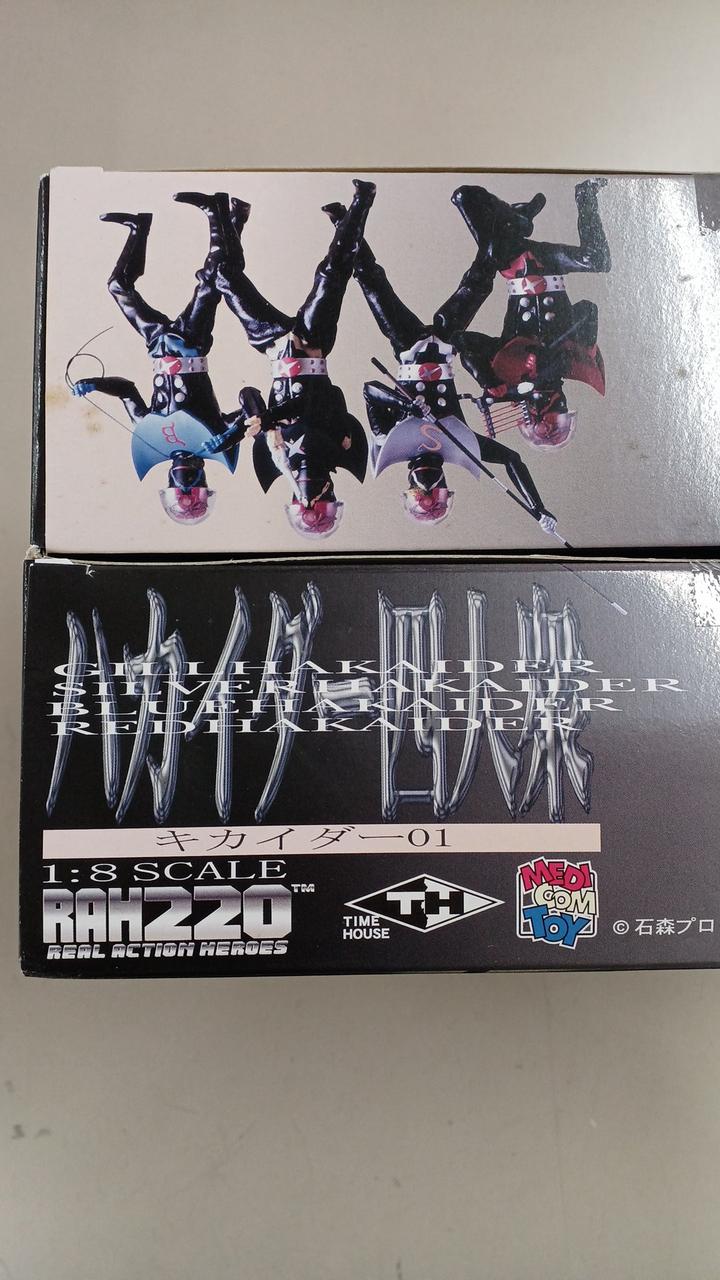 ハカイダー四人衆
GILL HAKAIDER
SILVER HAKAIDER
BLUE HAKAIDER
RED HAKAIDER
キカイダー01
1:8 SCALE
RAH220™
REAL ACTION HEROES
TH
TIME
HOUSE
MEDI
COM
TOY
© 石森プロ